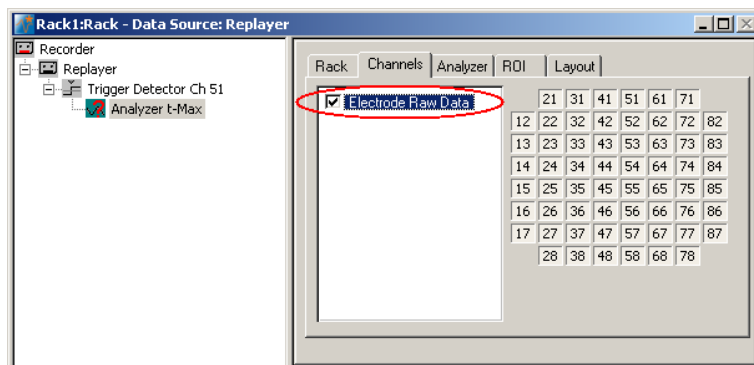 Rack1:Rack - Data Source: Replayer
Recorder
Replayer
Trigger Detector Ch 51
Analyzer t-Max
Rack Channels Analyzer ROI Layout
Electrode Raw Data
21 31 41 51 61 71
12 22 32 42 52 62 72 82
13 23 33 43 53 63 73 83
14 24 34 44 54 64 74 84
15 25 35 45 55 65 75 85
16 26 36 46 56 66 76 86
17 27 37 47 57 67 77 87
28 38 48 58 68 78